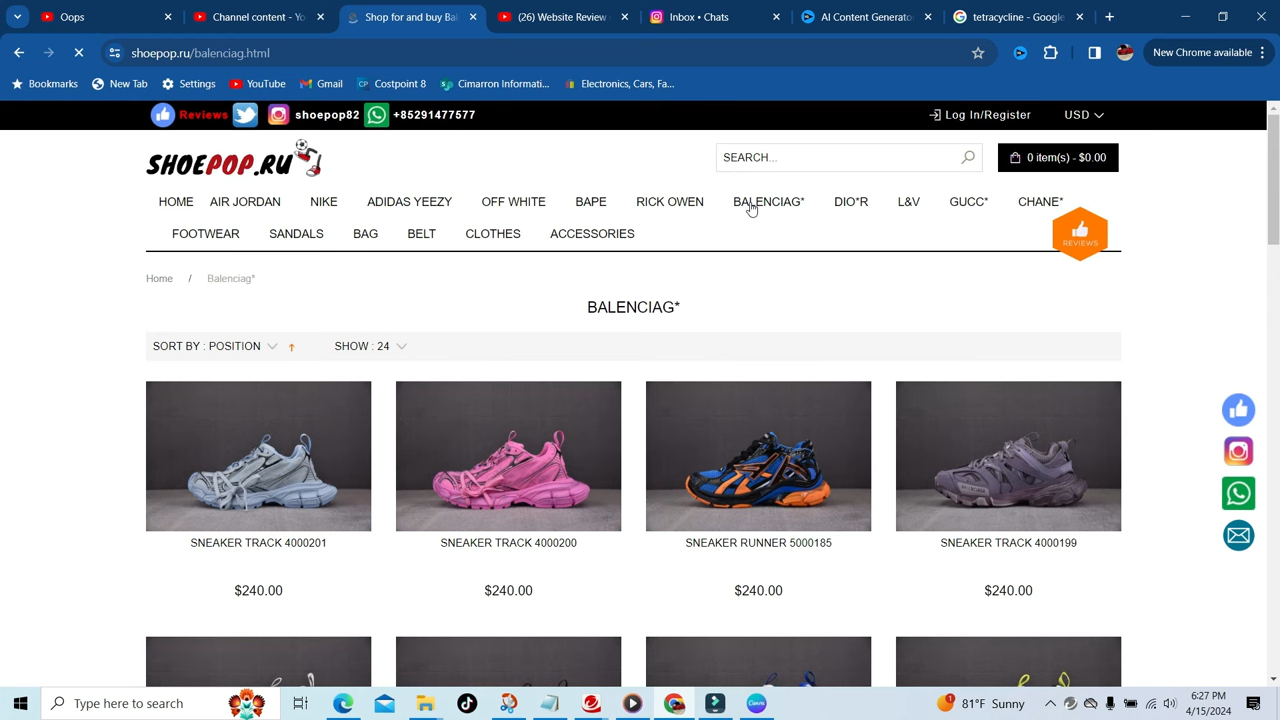 Oops
YouTube content - Yo
Shop for and buy Bal
(26) Website Review
Inbox • Chats
AI Content Generato
tetracycline - Google
shoepop.ru/balenciag.html
New Chrome available
Bookmarks
New Tab
Settings
YouTube
Gmail
Costpoint 8
Cimarron Informati...
Electronics, Cars, Fa...
Reviews
shoepop82
+85291477577
Log In/Register
USD
SHOEPOP.RU
SEARCH...
0 item(s) - $0.00
HOME AIR JORDAN NIKE ADIDAS YEEZY OFF WHITE BAPE RICK OWEN BALENCIAG* DIO*R L&V GUCC* CHANE*
FOOTWEAR SANDALS BAG BELT CLOTHES ACCESSORIES
REVIEWS
Home / Balenciag*
BALENCIAG*
SORT BY : POSITION SHOW : 24
SNEAKER TRACK 4000201
SNEAKER TRACK 4000200
SNEAKER RUNNER 5000185
SNEAKER TRACK 4000199
$240.00
$240.00
$240.00
$240.00
Type here to search
81°F Sunny
6:27 PM
4/15/2024